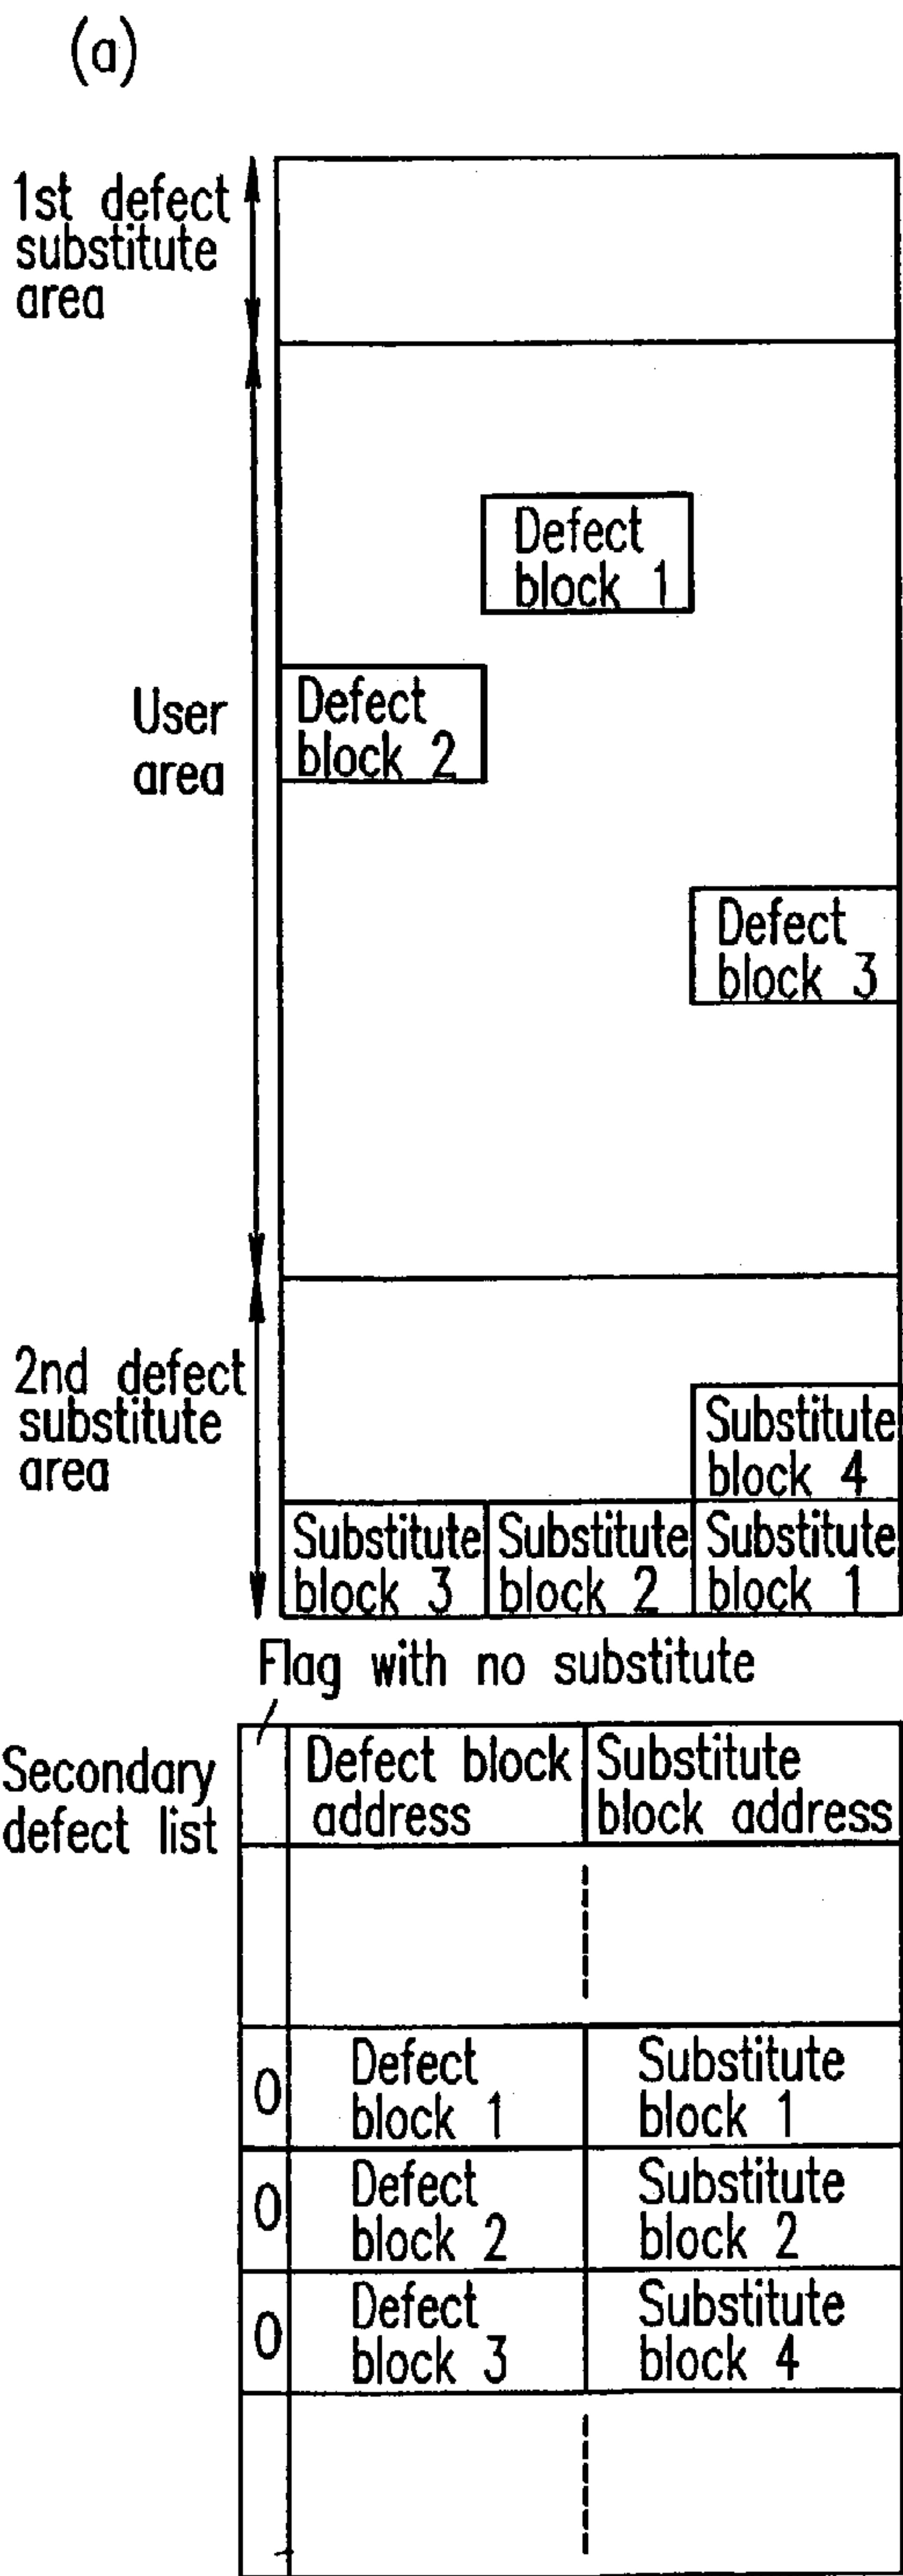 (a)
1st defect
substitute
area
Defect
block 1
User
area
Defect
block 2
Defect
block 3
2nd defect
substitute
area
Substitute
block 4
Substitute
block 3
Substitute
block 2
Substitute
block 1
Flag with no substitute
Secondary
defect list
Defect block
address
Substitute
block address
0
Defect
block 1
Substitute
block 1
0
Defect
block 2
Substitute
block 2
0
Defect
block 3
Substitute
block 4